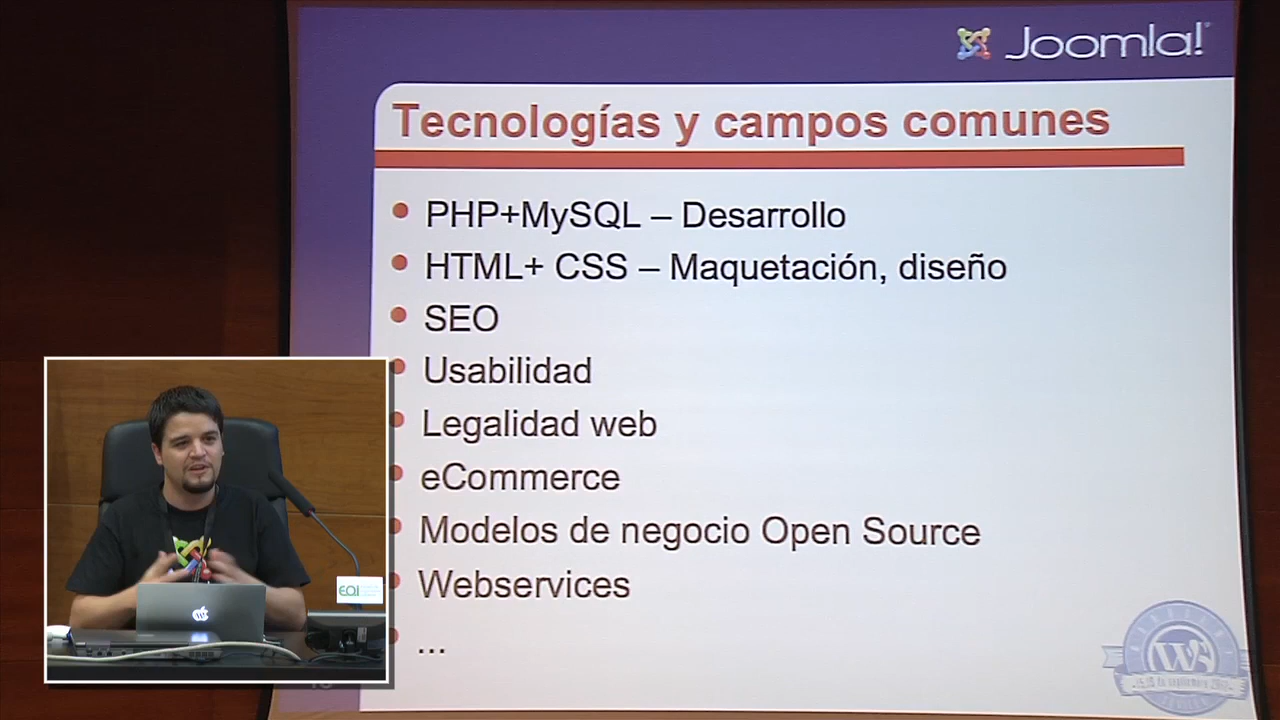 Joomla!
Tecnologías y campos comunes
PHP+MySQL – Desarrollo
HTML+ CSS – Maquetación, diseño
SEO
Usabilidad
Legalidad web
eCommerce
Modelos de negocio Open Source
Webservices
...
EOI